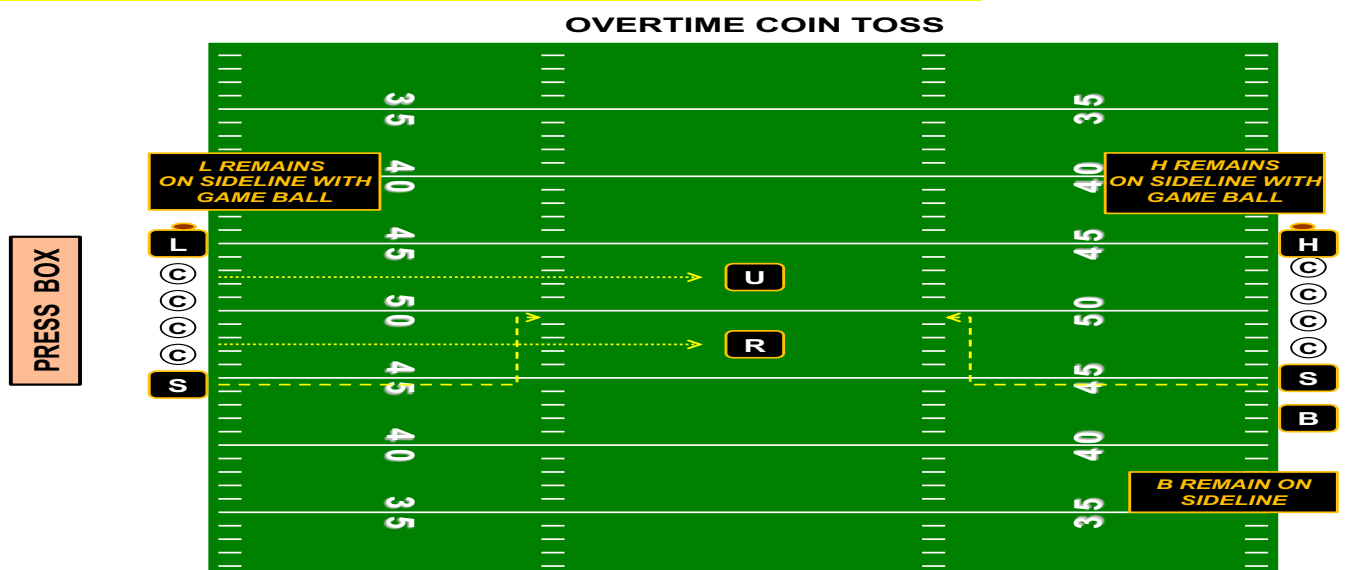 OVERTIME COIN TOSS
35
35
L REMAINS
ON SIDELINE WITH
GAME BALL
40
40
H REMAINS
ON SIDELINE WITH
GAME BALL
L
45
45
H
C
U
C
C
C
PRESS BOX
50
50
C
R
C
C
C
S
45
45
S
B
40
40
35
35
B REMAIN ON
SIDELINE